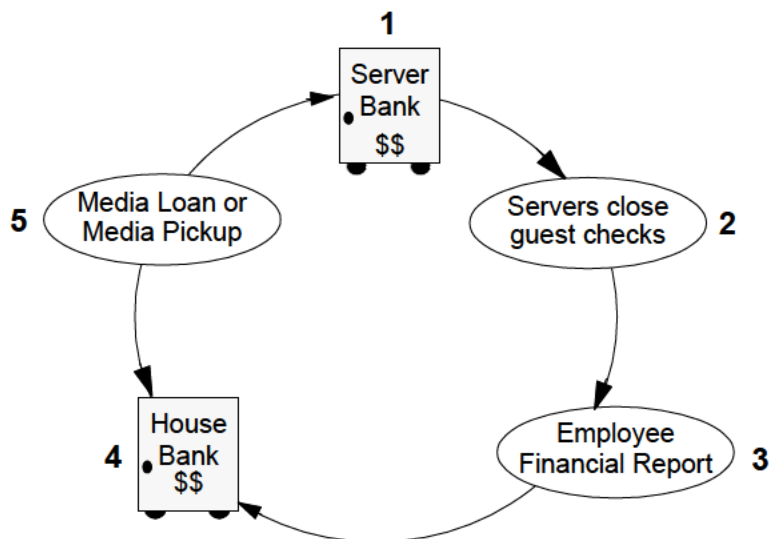 1
Server
Bank
$$
Media Loan or
Media Pickup
5
Servers close
guest checks
2
House
Bank
$$
4
Employee
Financial Report
3